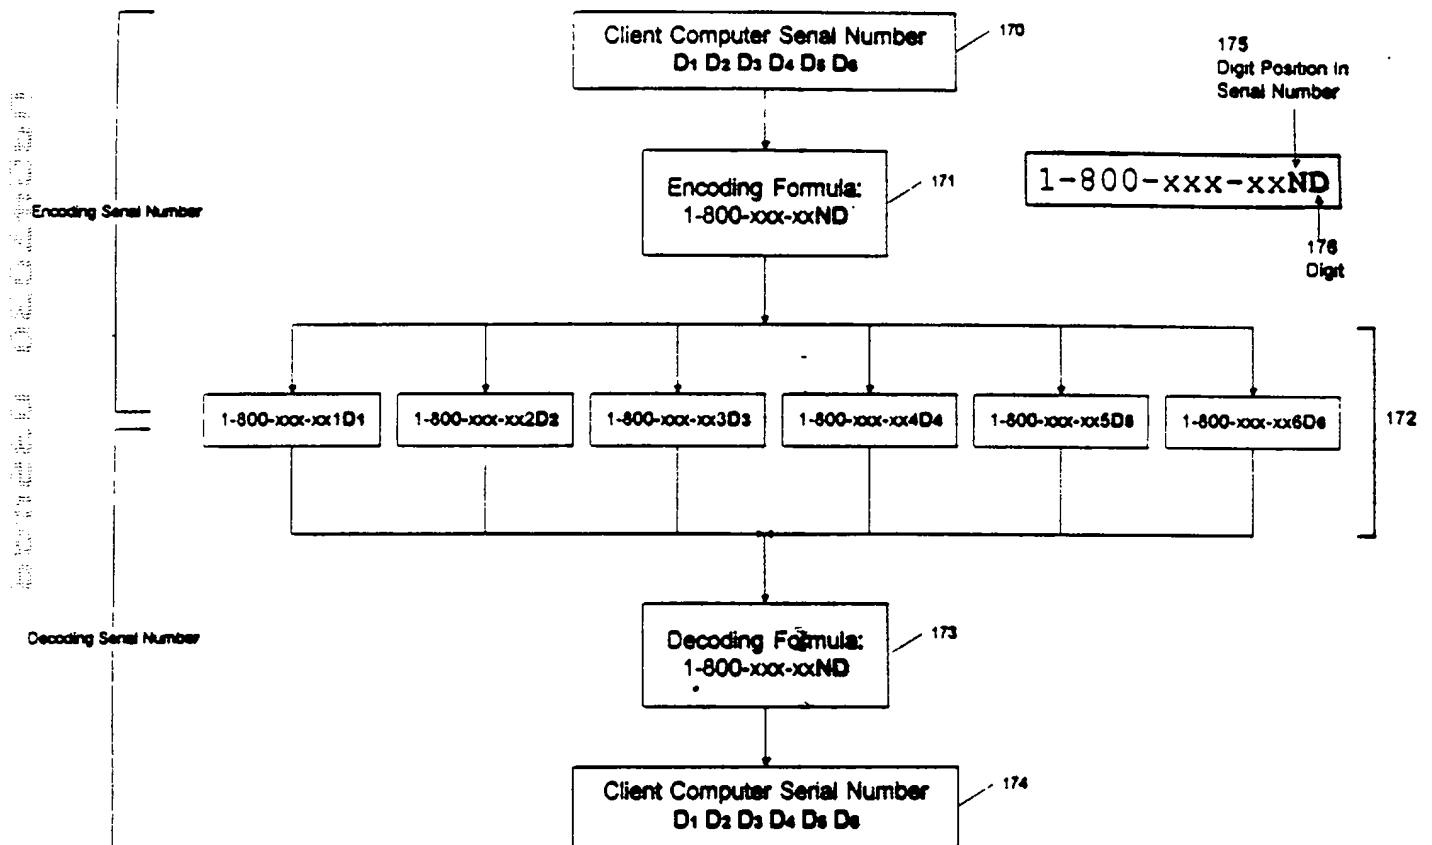 Client Computer Serial Number
D1 D2 D3 D4 D5 D6
170
175
Digit Position In
Serial Number
Encoding Formula:
1-800-xxx-xxND
171
1-800-xxx-xxND
176
Digit
Encoding Serial Number
1-800-xxx-xx1D1
1-800-xxx-xx2D2
1-800-xxx-xx3D3
1-800-xxx-xx4D4
1-800-xxx-xx5D5
1-800-xxx-xx6D6
172
Decoding Serial Number
Decoding Formula:
1-800-xxx-xxND
173
Client Computer Serial Number
D1 D2 D3 D4 D5 D6
174